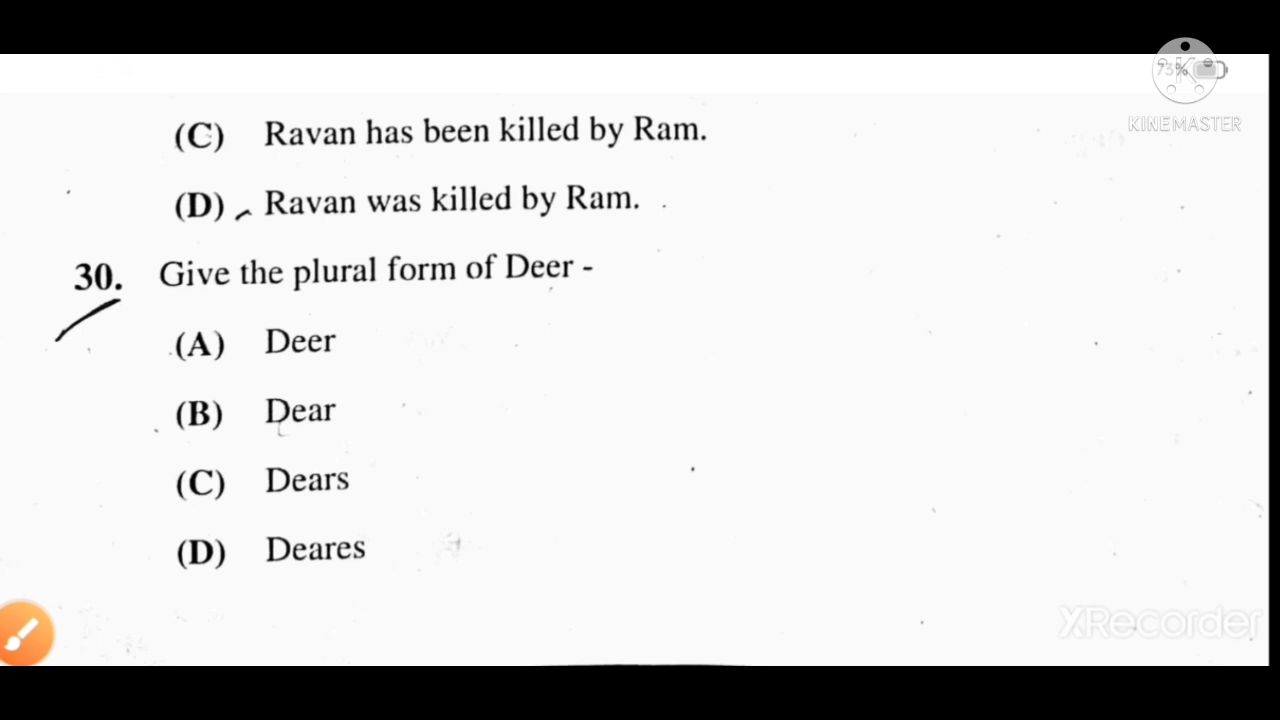 73%
KINEMASTER
(C) Ravan has been killed by Ram.
(D) Ravan was killed by Ram.
30. Give the plural form of Deer -
(A) Deer
(B) Dear
(C) Dears
(D) Deares
XRecorder